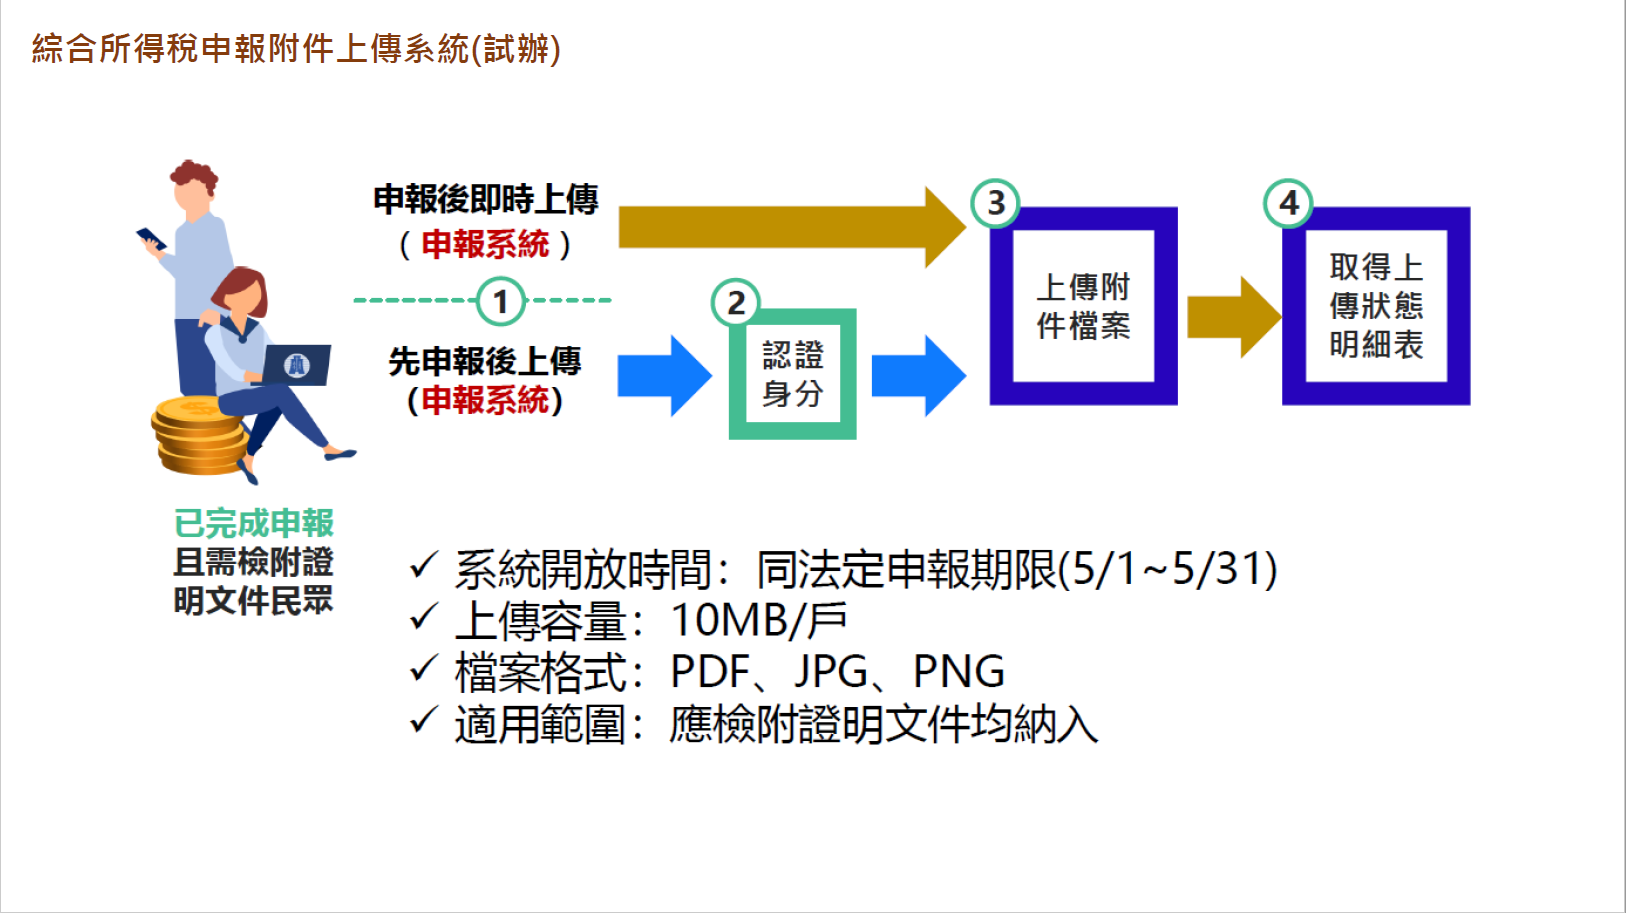 綜合所得稅申報附件上傳系統(試辦)
申報後即時上傳
( 申報系統 )
1
先申報後上傳
(申報系統)
2
認證
身分
3
上傳附
件檔案
4
取得上
傳狀態
明細表
已完成申報
且需檢附證
明文件民眾
✓ 系統開放時間：同法定申報期限(5/1~5/31)
✓ 上傳容量：10MB/戶
✓ 檔案格式：PDF、JPG、PNG
✓ 適用範圍：應檢附證明文件均納入